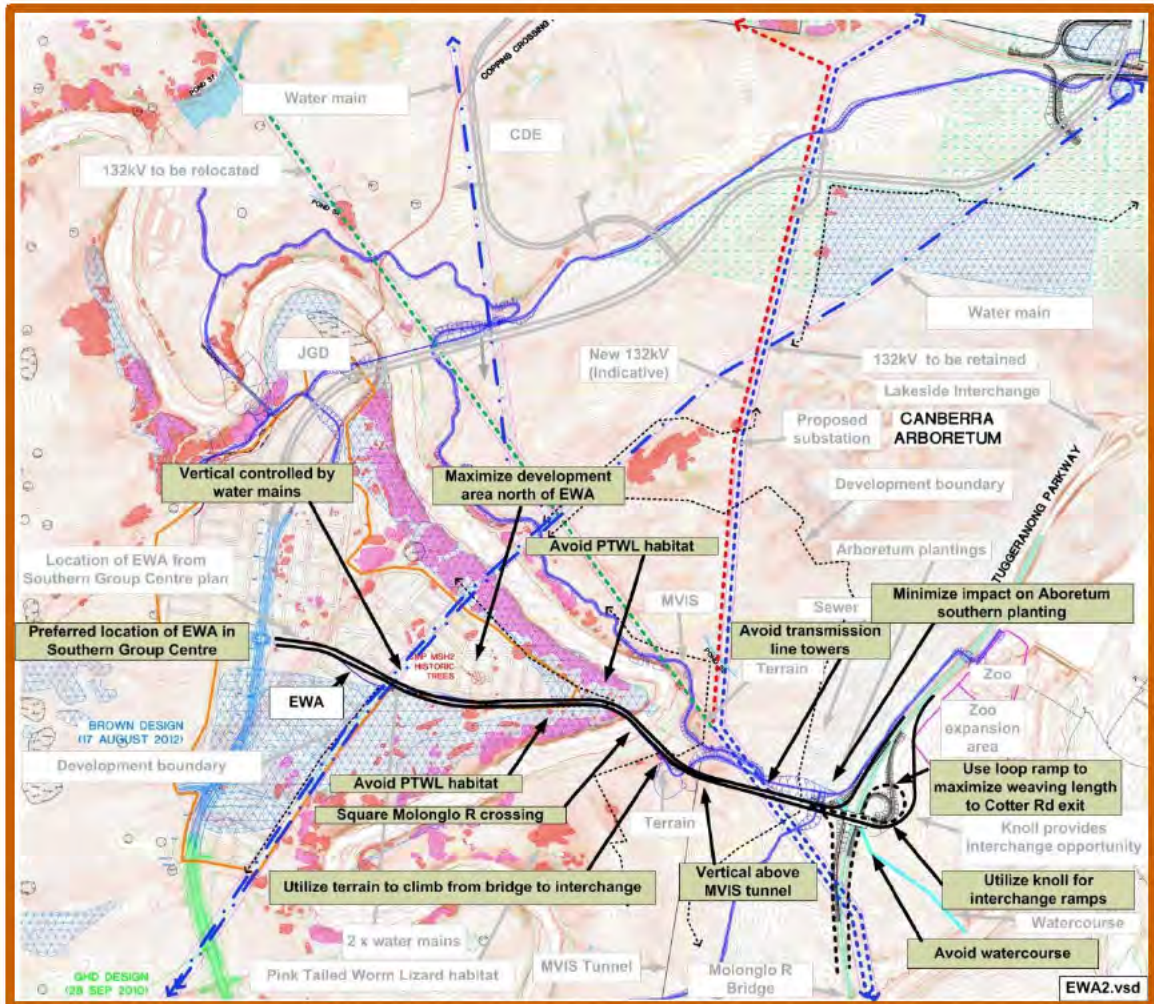 POND 37
Water main
COPPINS CROSSING
CDE
132kV to be relocated
POND 52
Water main
JGD
New 132kV
(Indicative)
132kV to be retained
Lakeside Interchange
Proposed
substation
CANBERRA
ARBORETUM
Vertical controlled by
water mains
Maximize development
area north of EWA
Development boundary
TUGGERANONG PARKWAY
Location of EWA from
Southern Group Centre plan
Avoid PTWL habitat
Arboretum plantings
MVIS
Sewer
Minimize impact on Aboretum
southern planting
Preferred location of EWA in
Southern Group Centre
Avoid transmission
line towers
Terrain
MSH2
HISTORIC
TREES
Zoo
EWA
Zoo
expansion
area
BROWN DESIGN
(17 AUGUST 2012)
Development boundary
Avoid PTWL habitat
Use loop ramp to
maximize weaving length
to Cotter Rd exit
Square Molonglo R crossing
Terrain
Knoll provides
interchange opportunity
Utilize terrain to climb from bridge to interchange
Vertical above
MVIS tunnel
Utilize knoll for
interchange ramps
Watercourse
2 x water mains
Avoid watercourse
GHD DESIGN
(28 SEP 2010)
Pink Tailed Worm Lizard habitat
MVIS Tunnel
Molonglo R
Bridge
EWA2.vsd